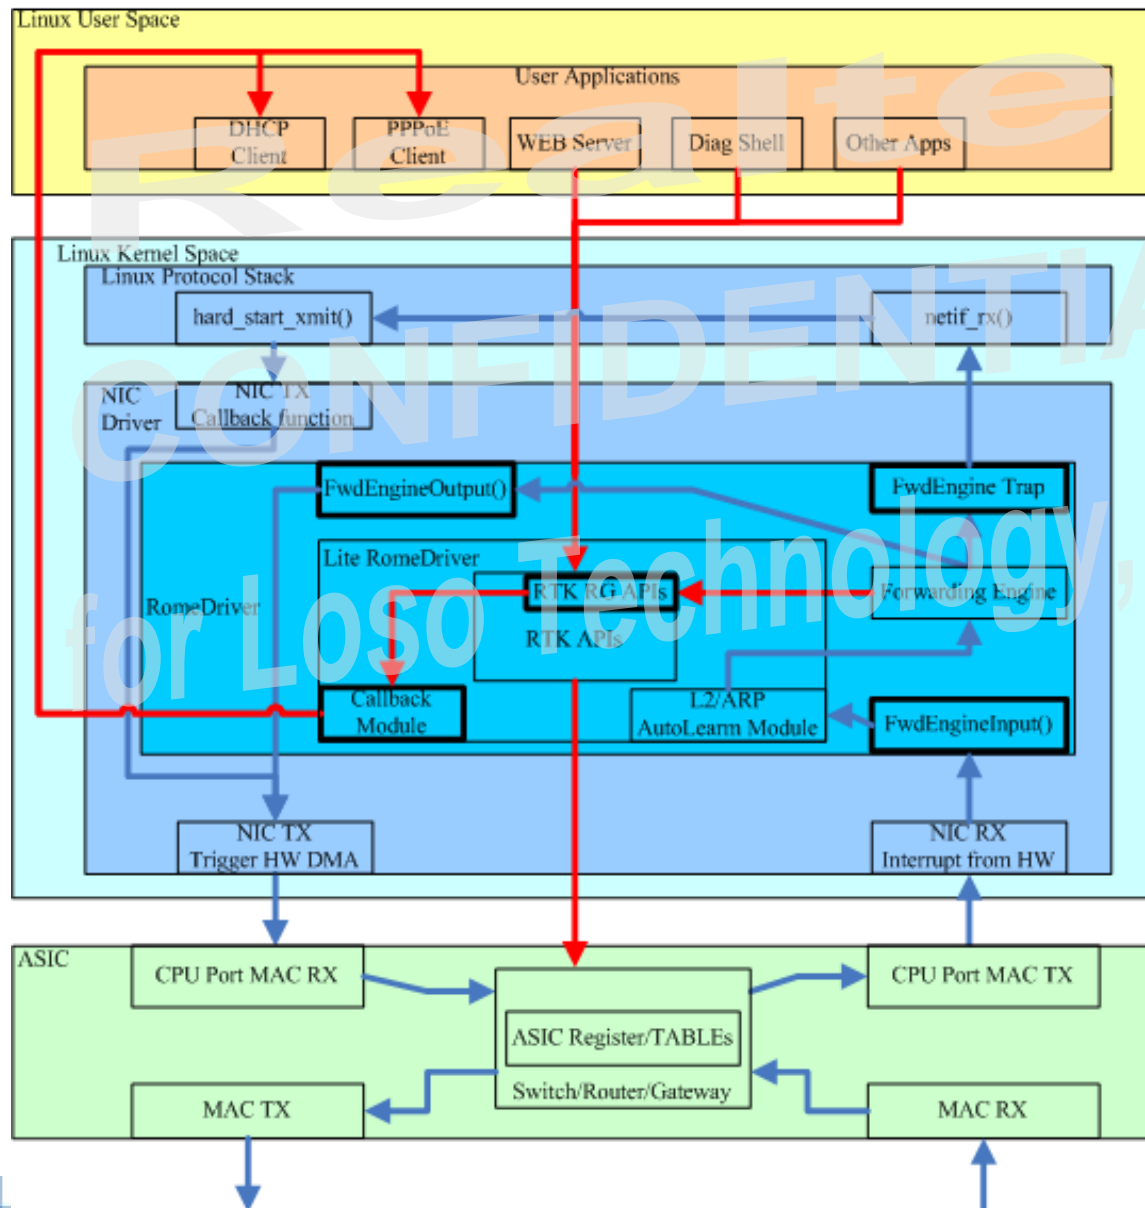 Linux User Space
User Applications
DHCP
Client
PPPoE
Client
WEB Server
Diag Shell
Other Apps
Linux Kernel Space
Linux Protocol Stack
hard_start_xmit()
netif_rx()
NIC
Driver
NIC TX
Callback function
FwdEngineOutput()
FwdEngine Trap
Lite RomeDriver
RTK RG APIs
Forwarding Engine
RomeDriver
RTK APIs
Callback
Module
L2/ARP
AutoLearm Module
FwdEngineInput()
NIC TX
Trigger HW DMA
NIC RX
Interrupt from HW
ASIC
CPU Port MAC RX
CPU Port MAC TX
ASIC Register/TABLEs
Switch/Router/Gateway
MAC TX
MAC RX
Realte
CONFIDENTIA
for Loso Technology,